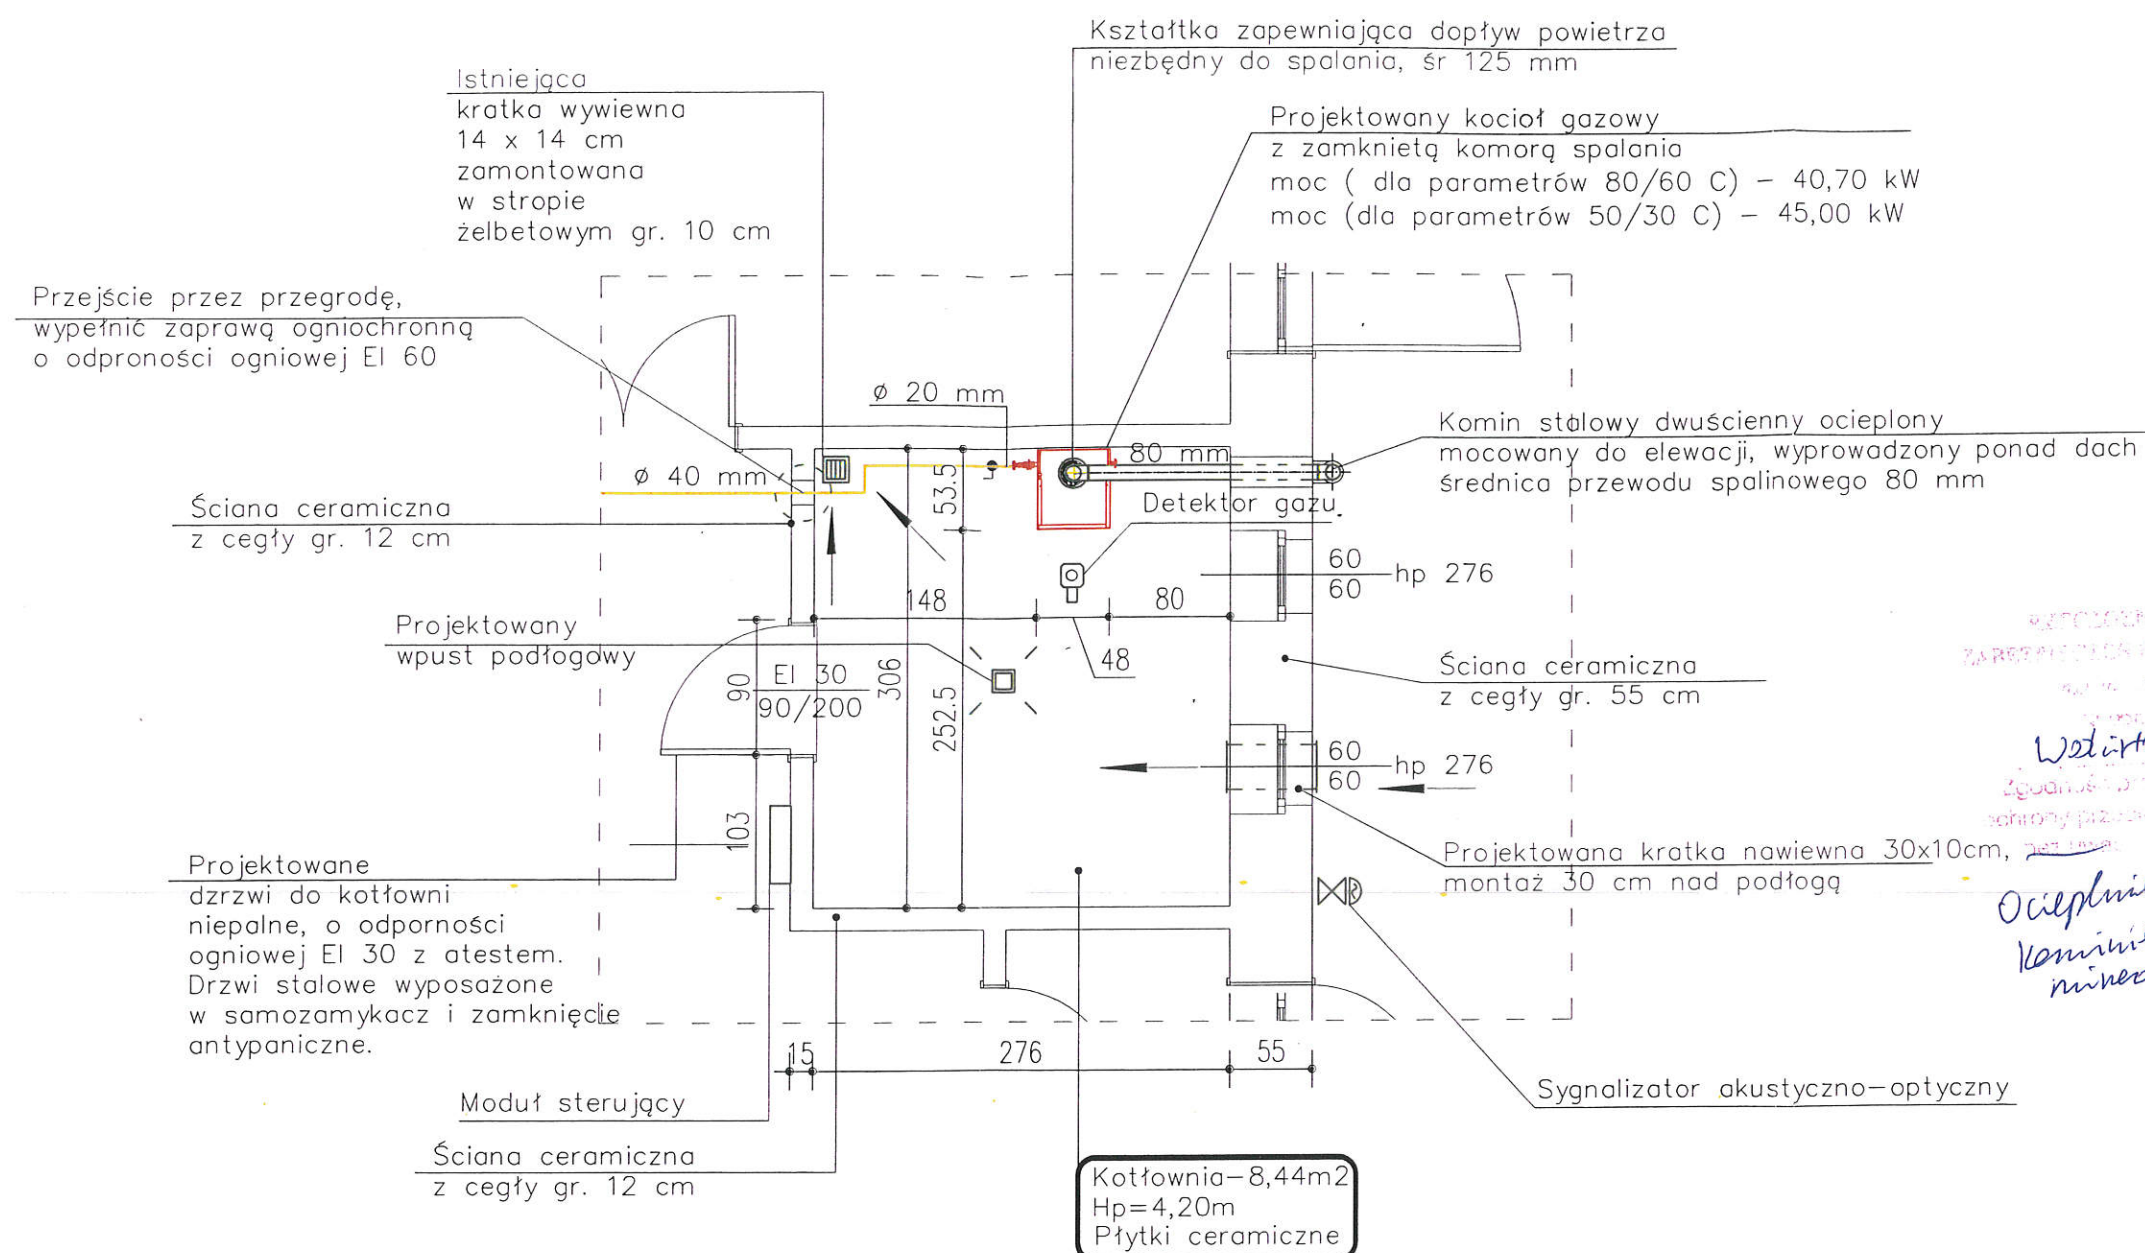 Kształtka zapewniająca dopływ powietrza
niezbędny do spalania, śr 125 mm
Istniejąca
kratka wywiewna
14 x 14 cm
zamontowana
w stropie
żelbetowym gr. 10 cm
Projektowany kocioł gazowy
z zamkniętą komorą spalania
moc ( dla parametrów 80/60 C) – 40,70 kW
moc (dla parametrów 50/30 C) – 45,00 kW
Przejście przez przegrodę,
wypełnić zaprawą ogniochronną
o odproności ogniowej EI 60
ø 20 mm
Komin stalowy dwuścienny ocieplony
mocowany do elewacji, wyprowadzony ponad dach
średnica przewodu spalinowego 80 mm
80 mm
ø 40 mm
53.5
Detektor gazu
Ściana ceramiczna
z cegły gr. 12 cm
60
60
hp 276
148
80
48
Projektowany
wpust podłogowy
90
EI 30
90/200
306
252.5
Ściana ceramiczna
z cegły gr. 55 cm
60
60
hp 276
103
Projektowana kratka nawiewna 30x10cm,
montaż 30 cm nad podłogą
Projektowane
dzrzwi do kotłowni
niepalne, o odporności
ogniowej EI 30 z atestem.
Drzwi stalowe wyposażone
w samozamykacz i zamknięcie
antypaniczne.
15
276
55
Sygnalizator akustyczno–optyczny
Moduł sterujący
Ściana ceramiczna
z cegły gr. 12 cm
Kotłownia–8,44m2
Hp=4,20m
Płytki ceramiczne